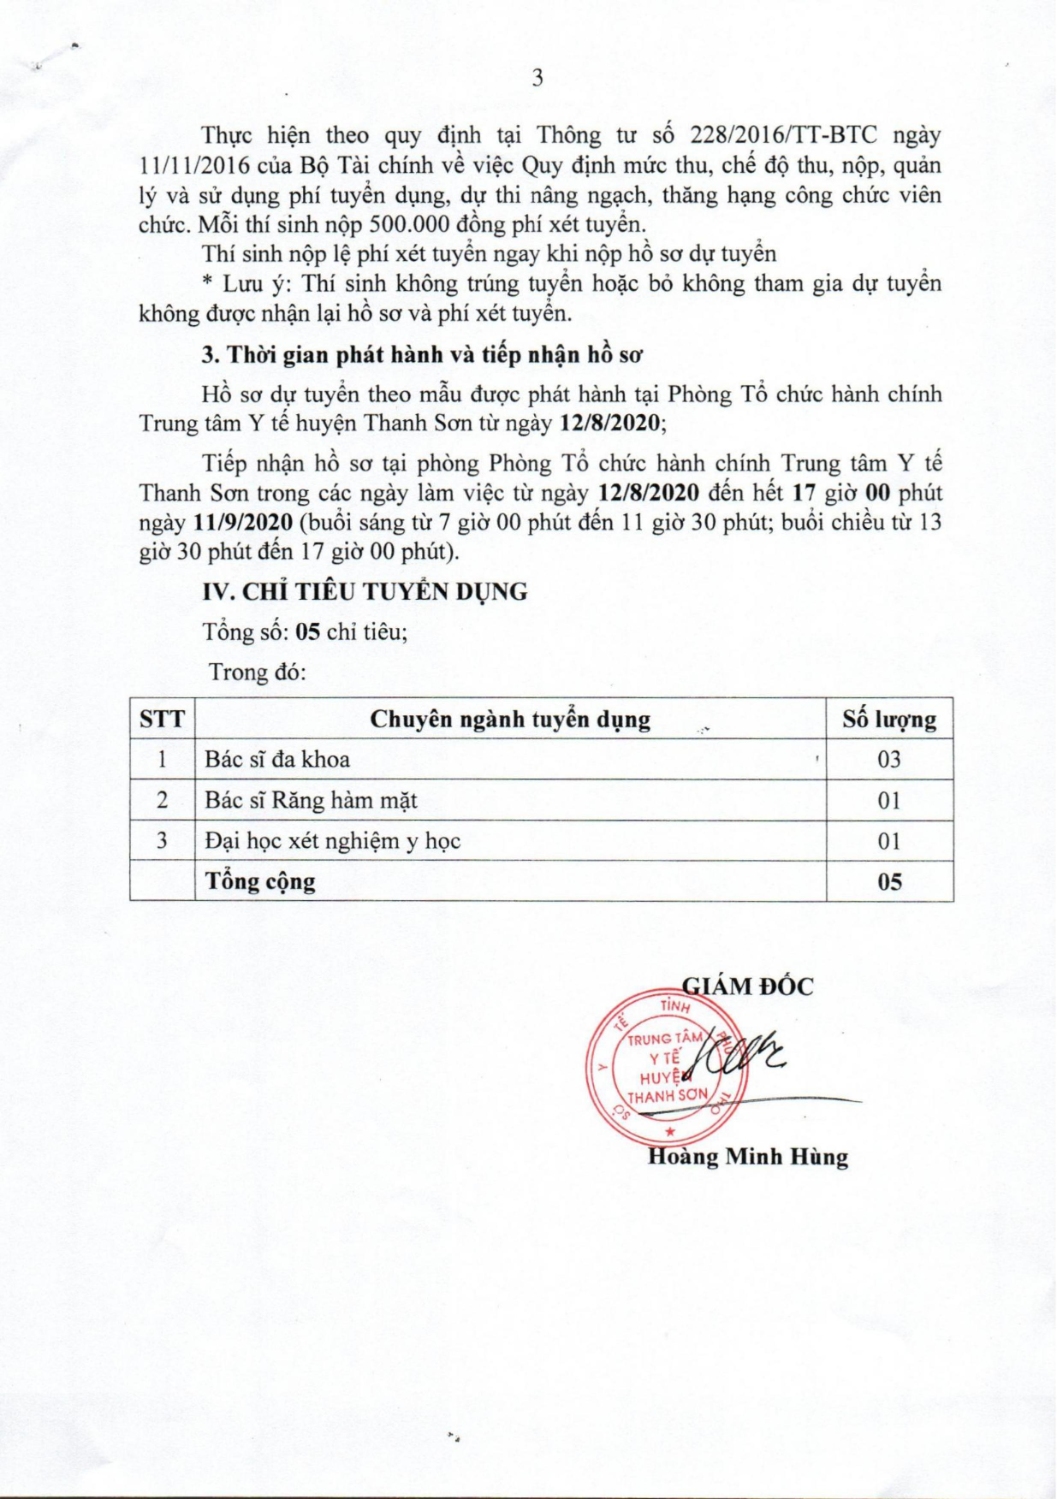 3
Thực hiện theo quy định tại Thông tư số 228/2016/TT-BTC ngày
11/11/2016 của Bộ Tài chính về việc Quy định mức thu, chế độ thu, nộp, quản
lý và sử dụng phí tuyển dụng, dự thi nâng ngạch, thăng hạng công chức viên
chức. Mỗi thí sinh nộp 500.000 đồng phí xét tuyển.
Thí sinh nộp lệ phí xét tuyển ngay khi nộp hồ sơ dự tuyển
* Lưu ý: Thí sinh không trúng tuyển hoặc bỏ không tham gia dự tuyển
không được nhận lại hồ sơ và phí xét tuyển.
3. Thời gian phát hành và tiếp nhận hồ sơ
Hồ sơ dự tuyển theo mẫu được phát hành tại Phòng Tổ chức hành chính
Trung tâm Y tế huyện Thanh Sơn từ ngày 12/8/2020;
Tiếp nhận hồ sơ tại phòng Phòng Tổ chức hành chính Trung tâm Y tế
Thanh Sơn trong các ngày làm việc từ ngày 12/8/2020 đến hết 17 giờ 00 phút
ngày 11/9/2020 (buổi sáng từ 7 giờ 00 phút đến 11 giờ 30 phút; buổi chiều từ 13
giờ 30 phút đến 17 giờ 00 phút).
IV. CHỈ TIÊU TUYỂN DỤNG
Tổng số: 05 chỉ tiêu;
Trong đó:
STT Chuyên ngành tuyển dụng Số lượng
1 Bác sĩ đa khoa 03
2 Bác sĩ Răng hàm mặt 01
3 Đại học xét nghiệm y học 01
Tổng cộng 05
GIÁM ĐỐC
SỞ Y TẾ TỈNH PHÚ THỌ
TRUNG TÂM
Y TẾ
HUYỆN
THANH SƠN
Hoàng Minh Hùng